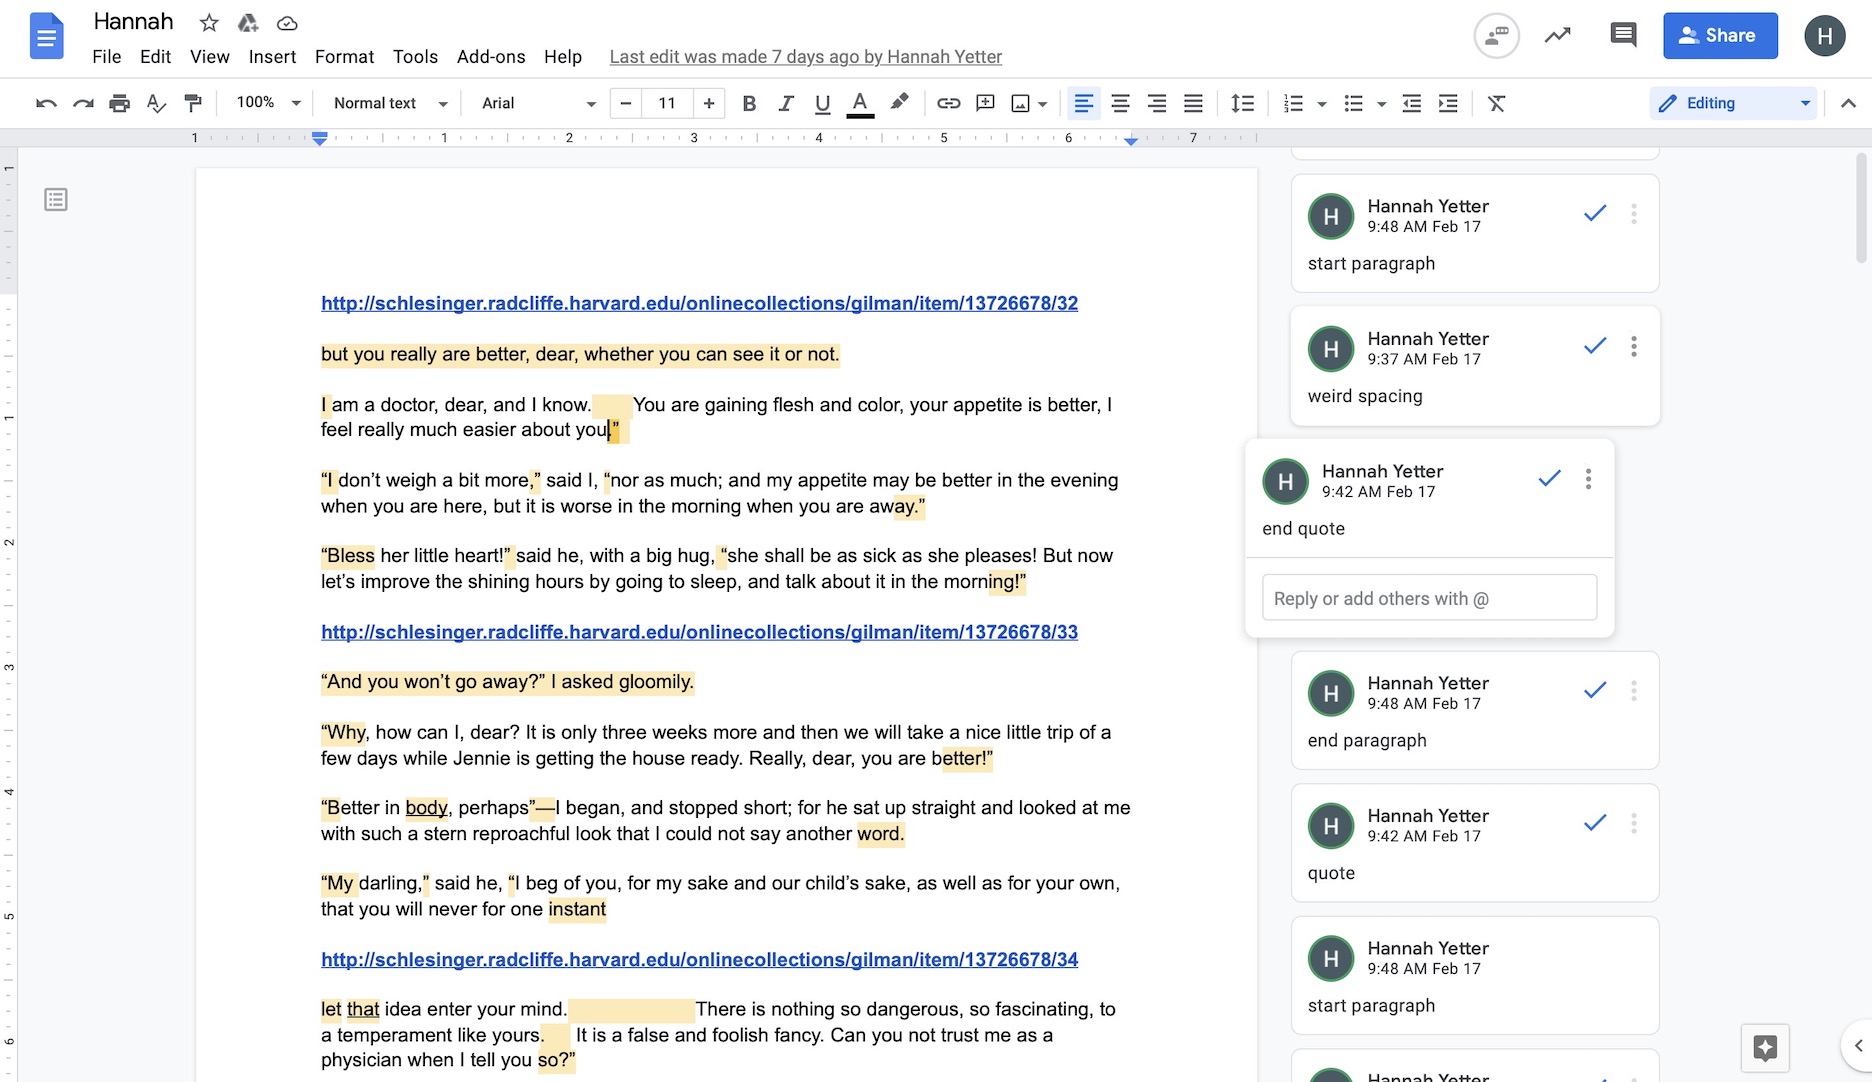 Hannah
File Edit View Insert Format Tools Add-ons Help Last edit was made 7 days ago by Hannah Yetter
Share
H
100% Normal text Arial 11 B I U A Editing
1 1 2 3 4 5 6 7
http://schlesinger.radcliffe.harvard.edu/onlinecollections/gilman/item/13726678/32
but you really are better, dear, whether you can see it or not.
I am a doctor, dear, and I know. You are gaining flesh and color, your appetite is better, I
feel really much easier about you.”
“I don’t weigh a bit more,” said I, “nor as much; and my appetite may be better in the evening
when you are here, but it is worse in the morning when you are away.”
“Bless her little heart!” said he, with a big hug, “she shall be as sick as she pleases! But now
let’s improve the shining hours by going to sleep, and talk about it in the morning!”
http://schlesinger.radcliffe.harvard.edu/onlinecollections/gilman/item/13726678/33
“And you won’t go away?” I asked gloomily.
“Why, how can I, dear? It is only three weeks more and then we will take a nice little trip of a
few days while Jennie is getting the house ready. Really, dear, you are better!”
“Better in body, perhaps”—I began, and stopped short; for he sat up straight and looked at me
with such a stern reproachful look that I could not say another word.
“My darling,” said he, “I beg of you, for my sake and our child’s sake, as well as for your own,
that you will never for one instant
http://schlesinger.radcliffe.harvard.edu/onlinecollections/gilman/item/13726678/34
let that idea enter your mind. There is nothing so dangerous, so fascinating, to
a temperament like yours. It is a false and foolish fancy. Can you not trust me as a
physician when I tell you so?”
1
1
2
3
4
5
6
H
Hannah Yetter
9:48 AM Feb 17
start paragraph
H
Hannah Yetter
9:37 AM Feb 17
weird spacing
H
Hannah Yetter
9:42 AM Feb 17
end quote
Reply or add others with @
H
Hannah Yetter
9:48 AM Feb 17
end paragraph
H
Hannah Yetter
9:42 AM Feb 17
quote
H
Hannah Yetter
9:48 AM Feb 17
start paragraph
Hannah Yetter